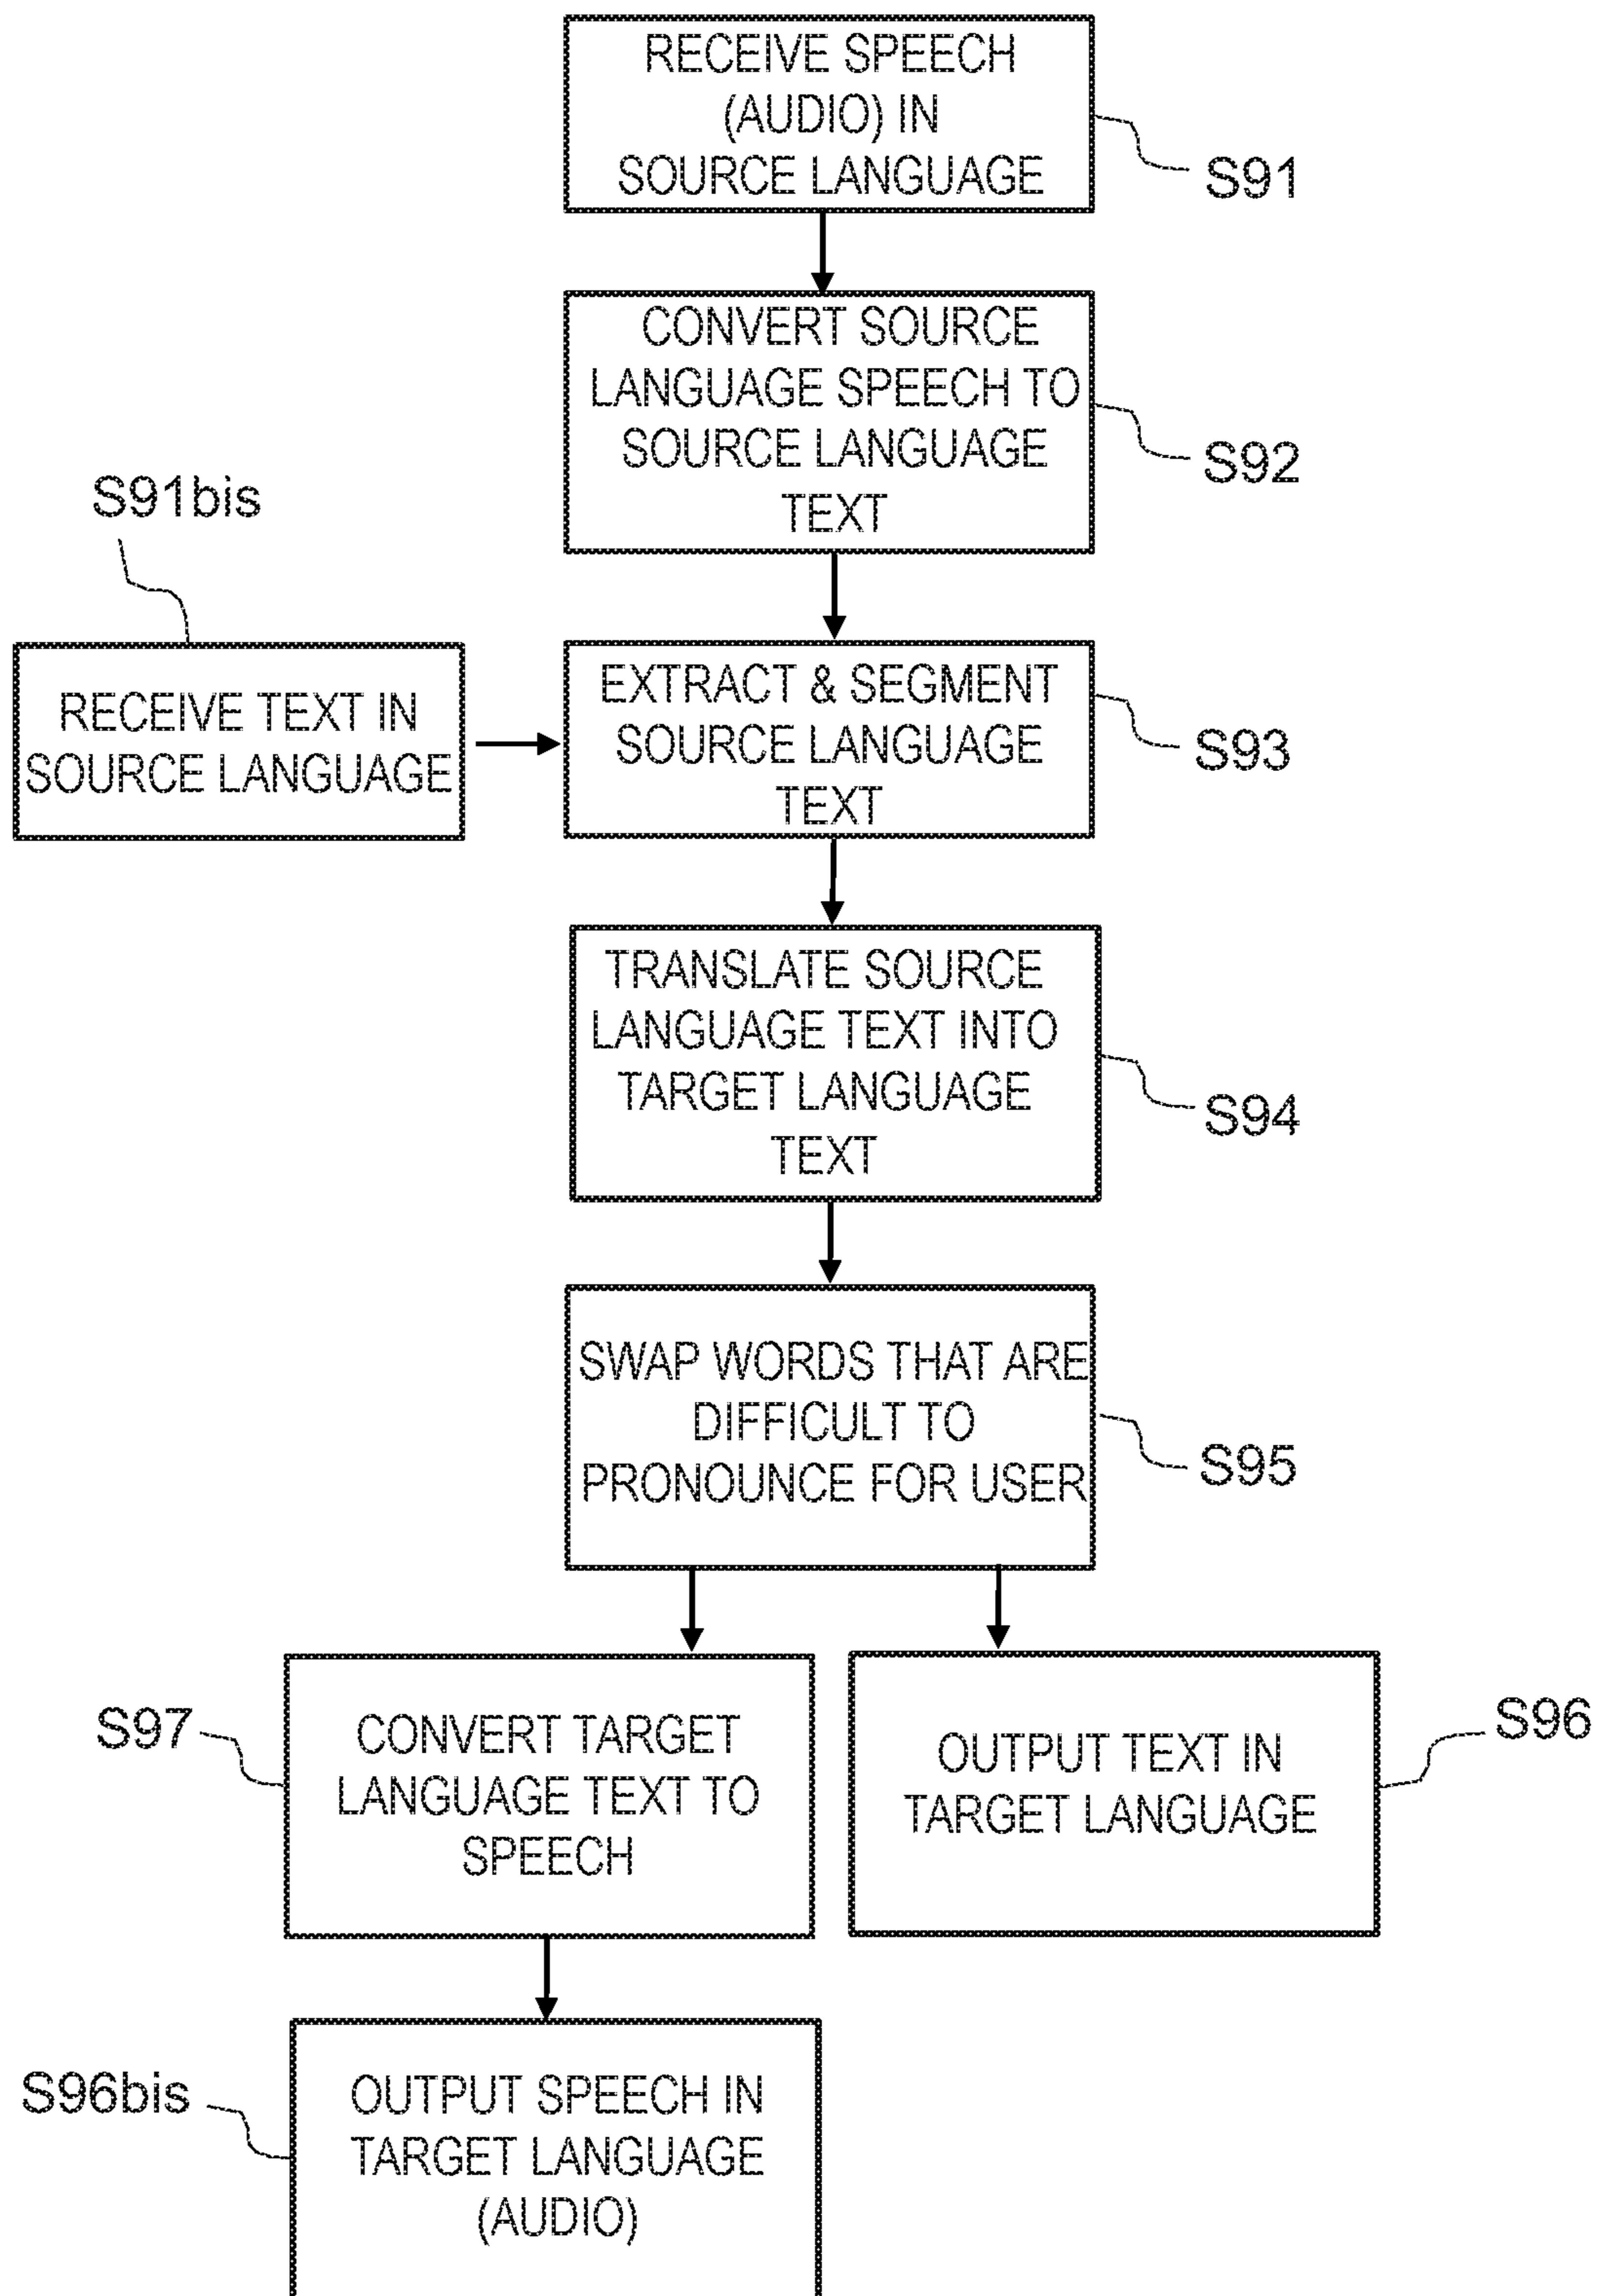 RECEIVE SPEECH
(AUDIO) IN
SOURCE LANGUAGE
S91
CONVERT SOURCE
LANGUAGE SPEECH TO
SOURCE LANGUAGE
TEXT
S92
S91bis
RECEIVE TEXT IN
SOURCE LANGUAGE
EXTRACT & SEGMENT
SOURCE LANGUAGE
TEXT
S93
TRANSLATE SOURCE
LANGUAGE TEXT INTO
TARGET LANGUAGE
TEXT
S94
SWAP WORDS THAT ARE
DIFFICULT TO
PRONOUNCE FOR USER
S95
S97
CONVERT TARGET
LANGUAGE TEXT TO
SPEECH
OUTPUT TEXT IN
TARGET LANGUAGE
S96
S96bis
OUTPUT SPEECH IN
TARGET LANGUAGE
(AUDIO)